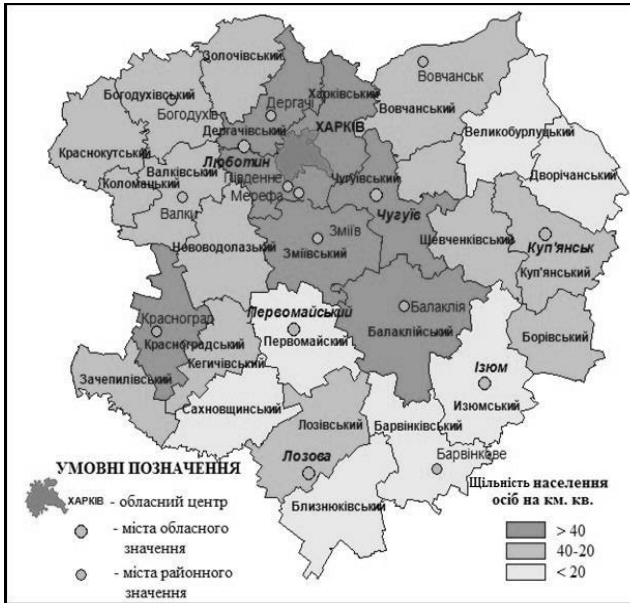 Золочівський
Вовчанськ
Богодухівський
Харківський
Дергачі
Богодухів
Вовчанський
ХАРКІВ
Великобурлуцький
Дергачівський
Краснокутський
Люботин
Валківський
Південне
Дворічанський
Коломацький
Чугуївський
Мерефа
Валки
Чугуїв
Зміїв
Шевченківський
Куп'янськ
Нововодолазький
Зміївський
Куп'янський
Балаклія
Красноград
Первомайський
Балаклійський
Борівський
Красноградський
Первомайский
Кегичівський
Ізюм
Зачепилівський
Изюмський
Сахновщинський
Барвінківський
Лозівський
Лозова
Барвінкове
Близнюківський
УМОВНІ ПОЗНАЧЕННЯ
ХАРКІВ - обласний центр
- міста обласного
значення
- міста районного
значення
Щільність населення
осіб на км. кв.
> 40
40-20
< 20